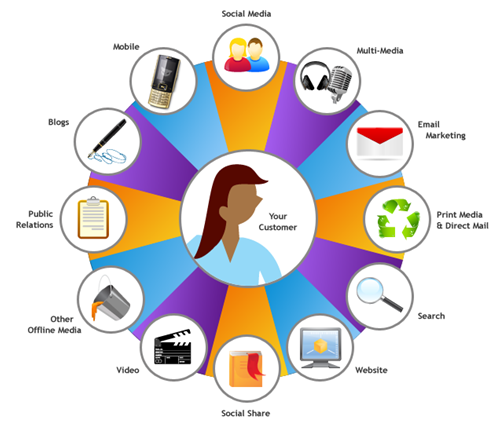 Social Media
Multi-Media
Email
Marketing
Print Media
& Direct Mail
Search
Website
Social Share
Video
Other
Offline Media
Public
Relations
Blogs
Mobile
Your
Customer